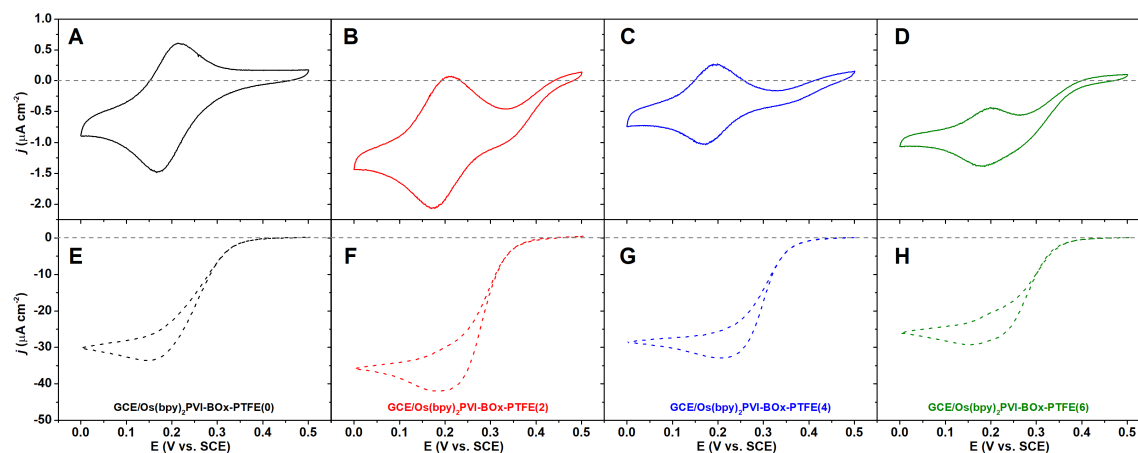 A
B
C
D
1.0
0.5
0.0
-0.5
-1.0
-1.5
-2.0
j (μA cm⁻²)
E
F
G
H
0
-10
-20
-30
-40
-50
j (μA cm⁻²)
GCE/Os(bpy)₂PVI-BOx-PTFE(0)
GCE/Os(bpy)₂PVI-BOx-PTFE(2)
GCE/Os(bpy)₂PVI-BOx-PTFE(4)
GCE/Os(bpy)₂PVI-BOx-PTFE(6)
0.0 0.1 0.2 0.3 0.4 0.5
0.0 0.1 0.2 0.3 0.4 0.5
0.0 0.1 0.2 0.3 0.4 0.5
0.0 0.1 0.2 0.3 0.4 0.5
E (V vs. SCE)
E (V vs. SCE)
E (V vs. SCE)
E (V vs. SCE)